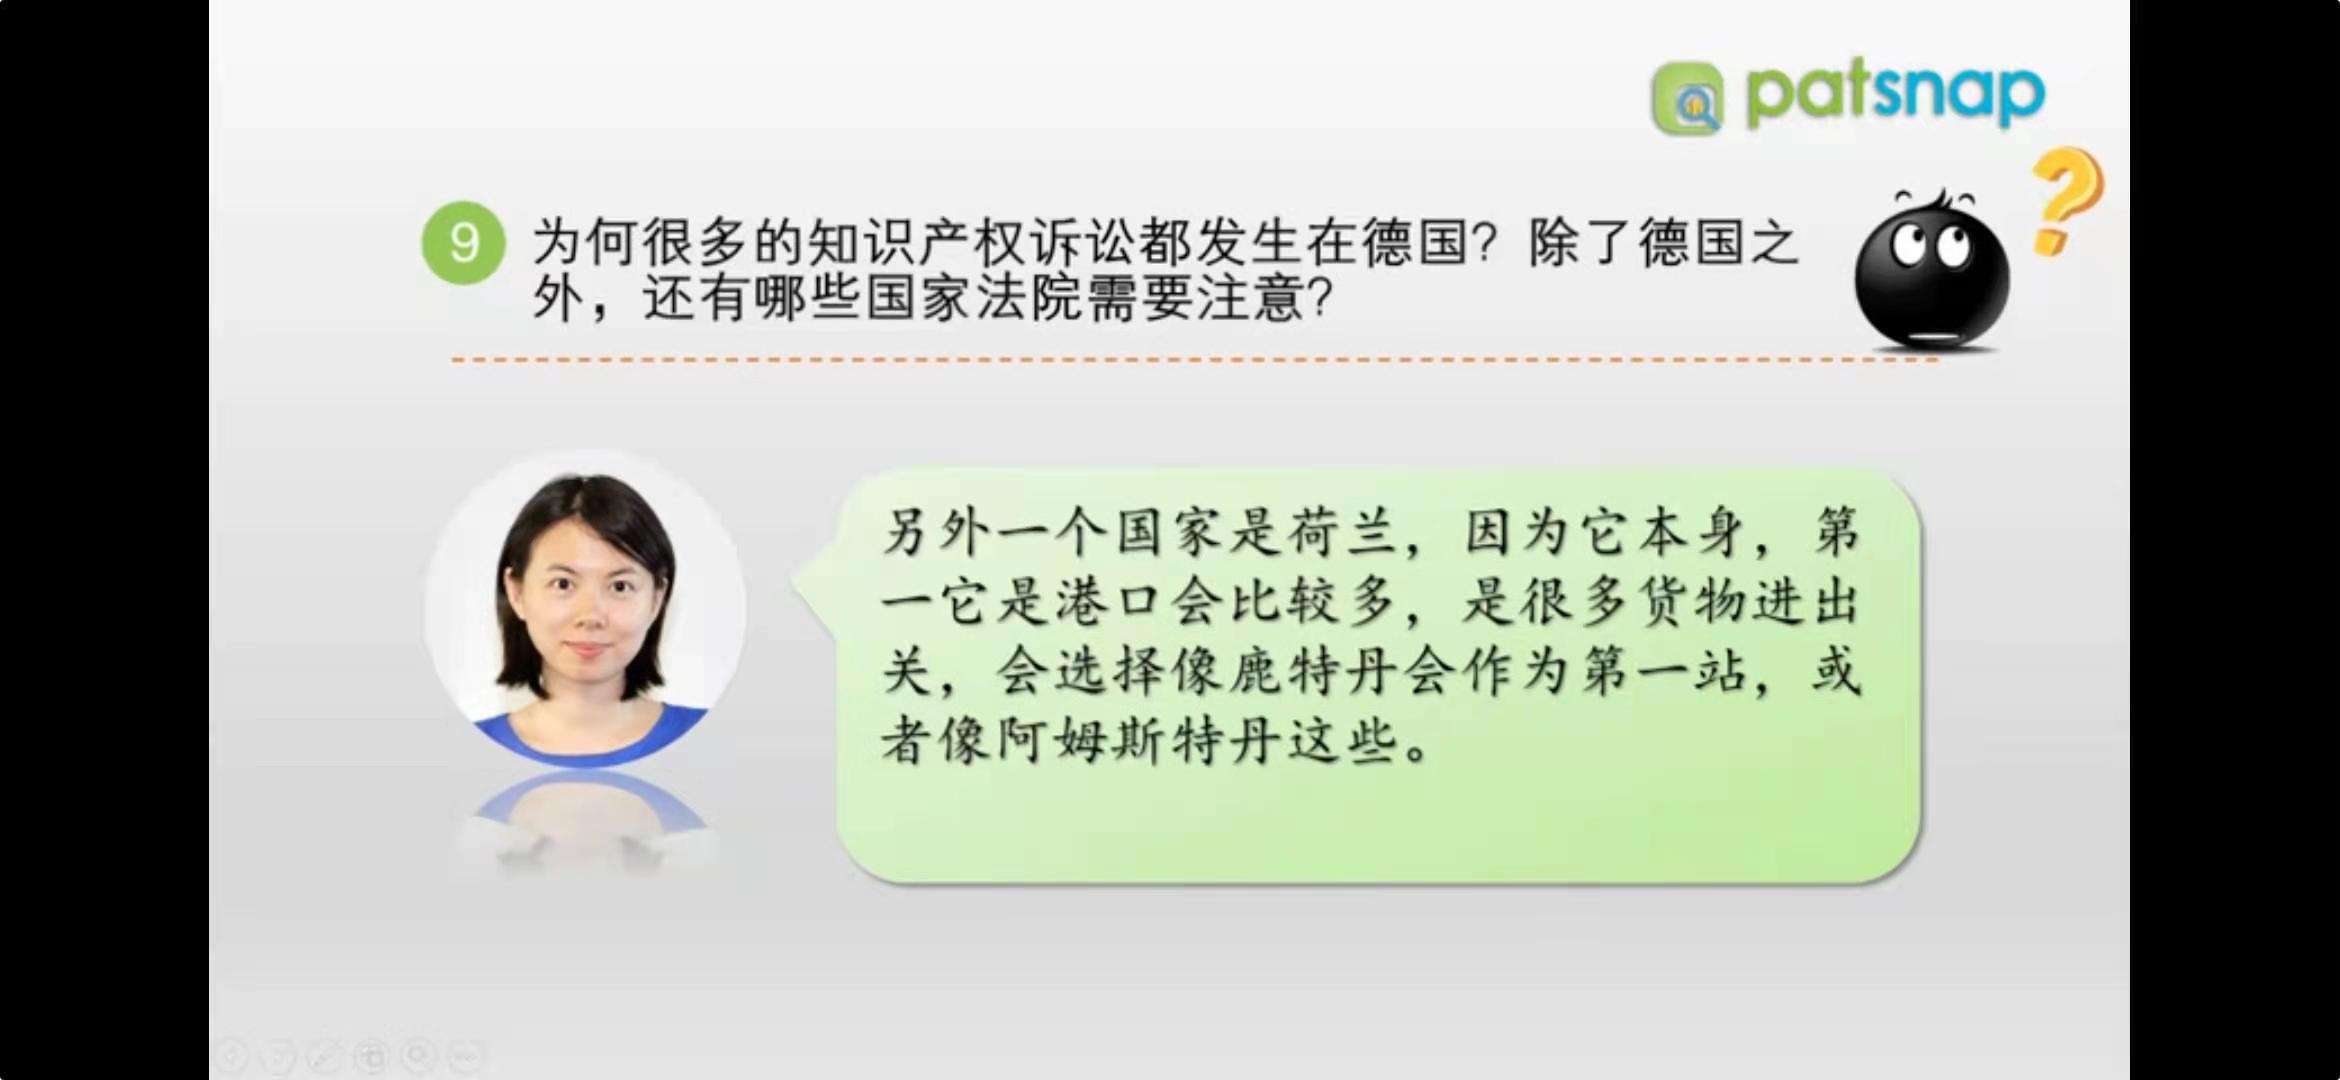 patsnap
9
为何很多的知识产权诉讼都发生在德国？除了德国之
外，还有哪些国家法院需要注意？
另外一个国家是荷兰，因为它本身，第
一它是港口会比较多，是很多货物进出
关，会选择像鹿特丹会作为第一站，或
者像阿姆斯特丹这些。